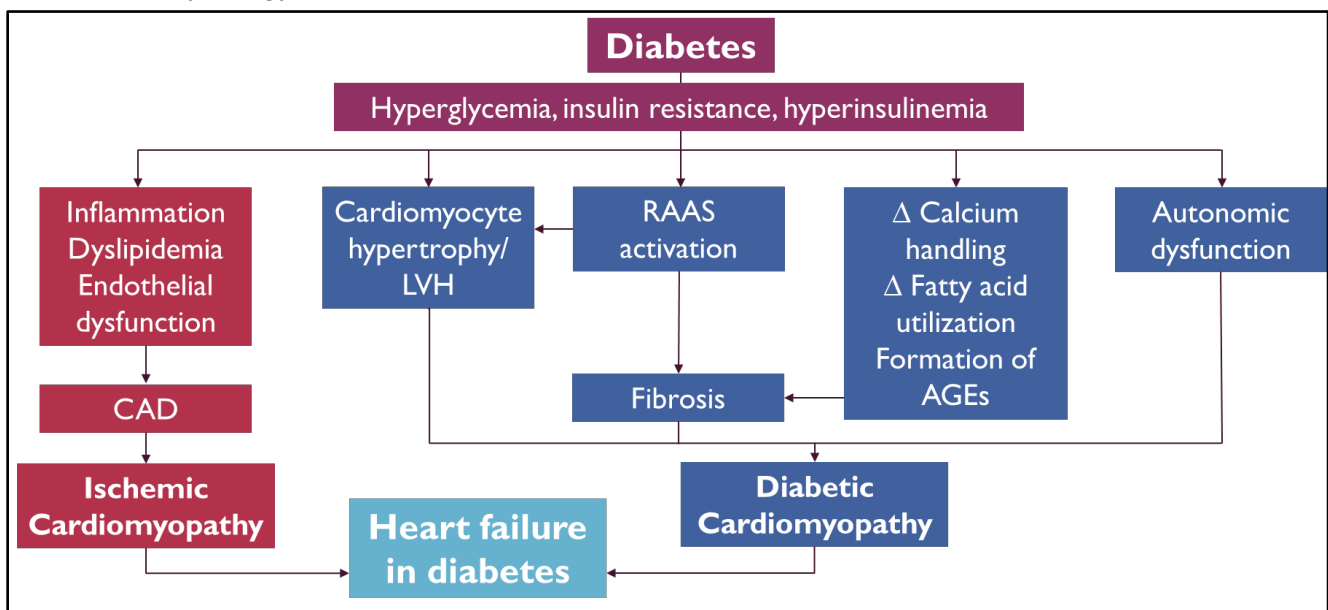 Diabetes
Hyperglycemia, insulin resistance, hyperinsulinemia
Inflammation
Dyslipidemia
Endothelial
dysfunction
Cardiomyocyte
hypertrophy/
LVH
RAAS
activation
Δ Calcium
handling
Δ Fatty acid
utilization
Formation of
AGEs
Autonomic
dysfunction
CAD
Fibrosis
Ischemic
Cardiomyopathy
Heart failure
in diabetes
Diabetic
Cardiomyopathy